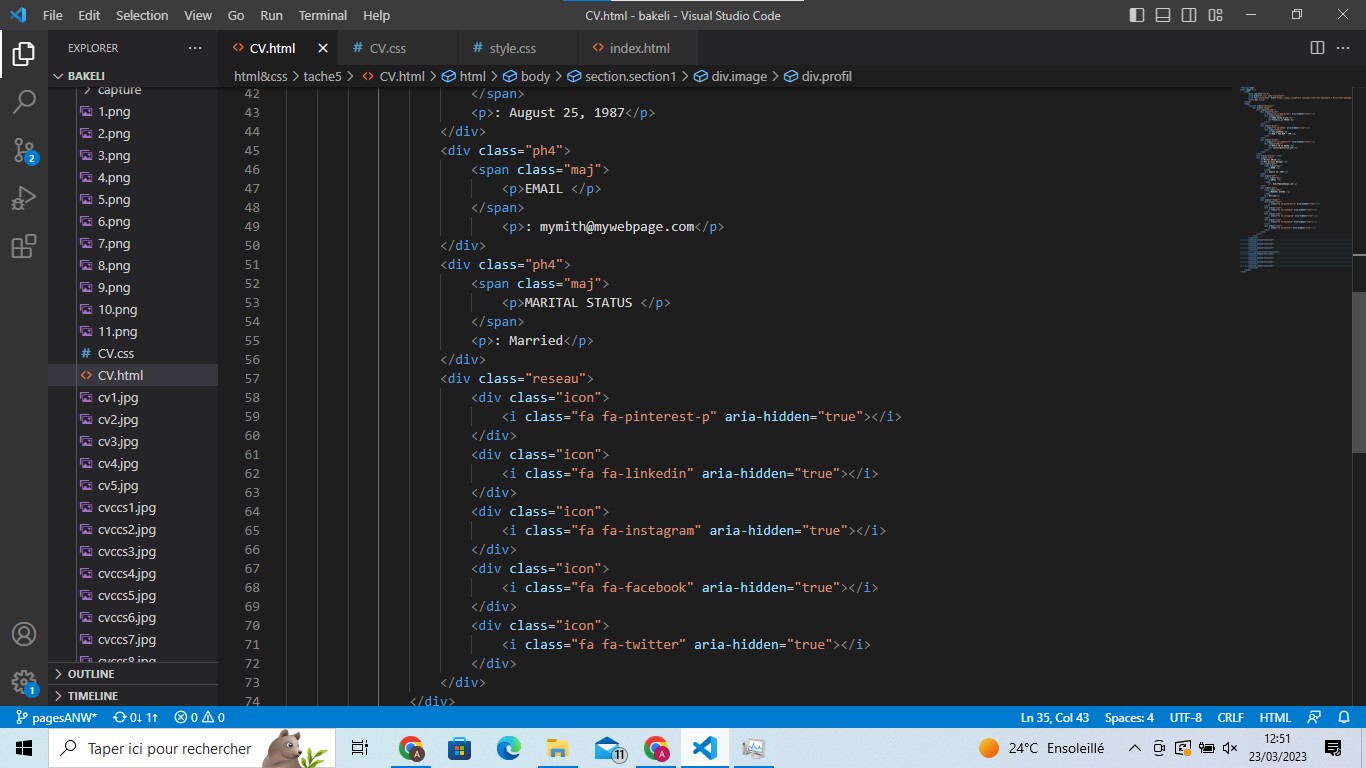 File Edit Selection View Go Run Terminal Help CV.html - bakeli - Visual Studio Code
EXPLORER
CV.html CV.css style.css index.html
BAKELI
html&css > tache5 > CV.html > html > body > section.section1 > div.image > div.profil
capture
1.png
2.png
3.png
4.png
5.png
6.png
7.png
8.png
9.png
10.png
11.png
CV.css
CV.html
cv1.jpg
cv2.jpg
cv3.jpg
cv4.jpg
cv5.jpg
cvccs1.jpg
cvccs2.jpg
cvccs3.jpg
cvccs4.jpg
cvccs5.jpg
cvccs6.jpg
cvccs7.jpg
cvccs8.jpg
OUTLINE
TIMELINE
42 </span>
43 <p>: August 25, 1987</p>
44 </div>
45 <div class="ph4">
46 <span class="maj">
47 <p>EMAIL </p>
48 </span>
49 <p>: mymith@mywebpage.com</p>
50 </div>
51 <div class="ph4">
52 <span class="maj">
53 <p>MARITAL STATUS </p>
54 </span>
55 <p>: Married</p>
56 </div>
57 <div class="reseau">
58 <div class="icon">
59 <i class="fa fa-pinterest-p" aria-hidden="true"></i>
60 </div>
61 <div class="icon">
62 <i class="fa fa-linkedin" aria-hidden="true"></i>
63 </div>
64 <div class="icon">
65 <i class="fa fa-instagram" aria-hidden="true"></i>
66 </div>
67 <div class="icon">
68 <i class="fa fa-facebook" aria-hidden="true"></i>
69 </div>
70 <div class="icon">
71 <i class="fa fa-twitter" aria-hidden="true"></i>
72 </div>
73 </div>
74 </div>
2
1
pagesANW* 0↓ 1↑ 0 0 Ln 35, Col 43 Spaces: 4 UTF-8 CRLF HTML
Taper ici pour rechercher A 11 A 24°C Ensoleillé 12:51
23/03/2023